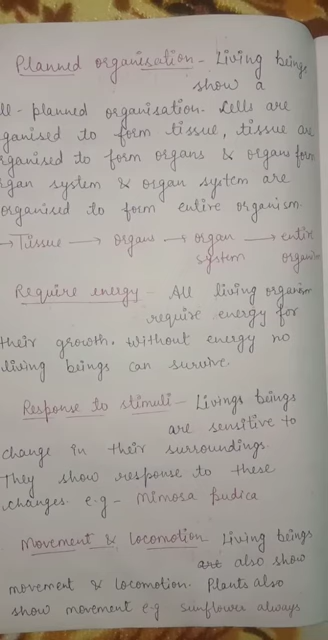 Planned organisation - Living beings
show a
ll-planned organisation. Cells are
ganised to form tissue, tissue are
rganised to form organs & organs form
rgan system & organ system are
organised to form entire organism.
→ Tissue → organs → organ → entire
system organism
Require energy - All living organism
require energy for
their growth. without energy no
living beings can survive.
Response to stimuli - Livings beings
are sensitive to
change in their surroundings.
They show response to these
changes. e.g - Mimosa pudica
Movement & locomotion. Living beings
are also show
movement & locomotion. Plants also
show movement e.g sunflower always